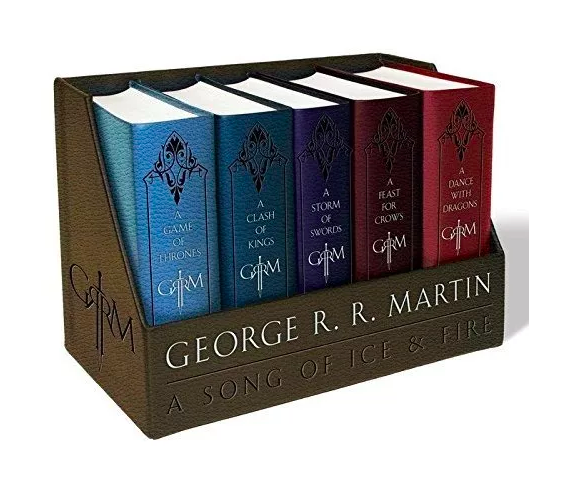 A
GAME
OF
THRONES
GRRM
A
CLASH
OF
KINGS
GRRM
A
STORM
OF
SWORDS
GRRM
A
FEAST
FOR
CROWS
GRRM
A
DANCE
WITH
DRAGONS
GRRM
GRRM
GEORGE R. R. MARTIN
A SONG OF ICE & FIRE